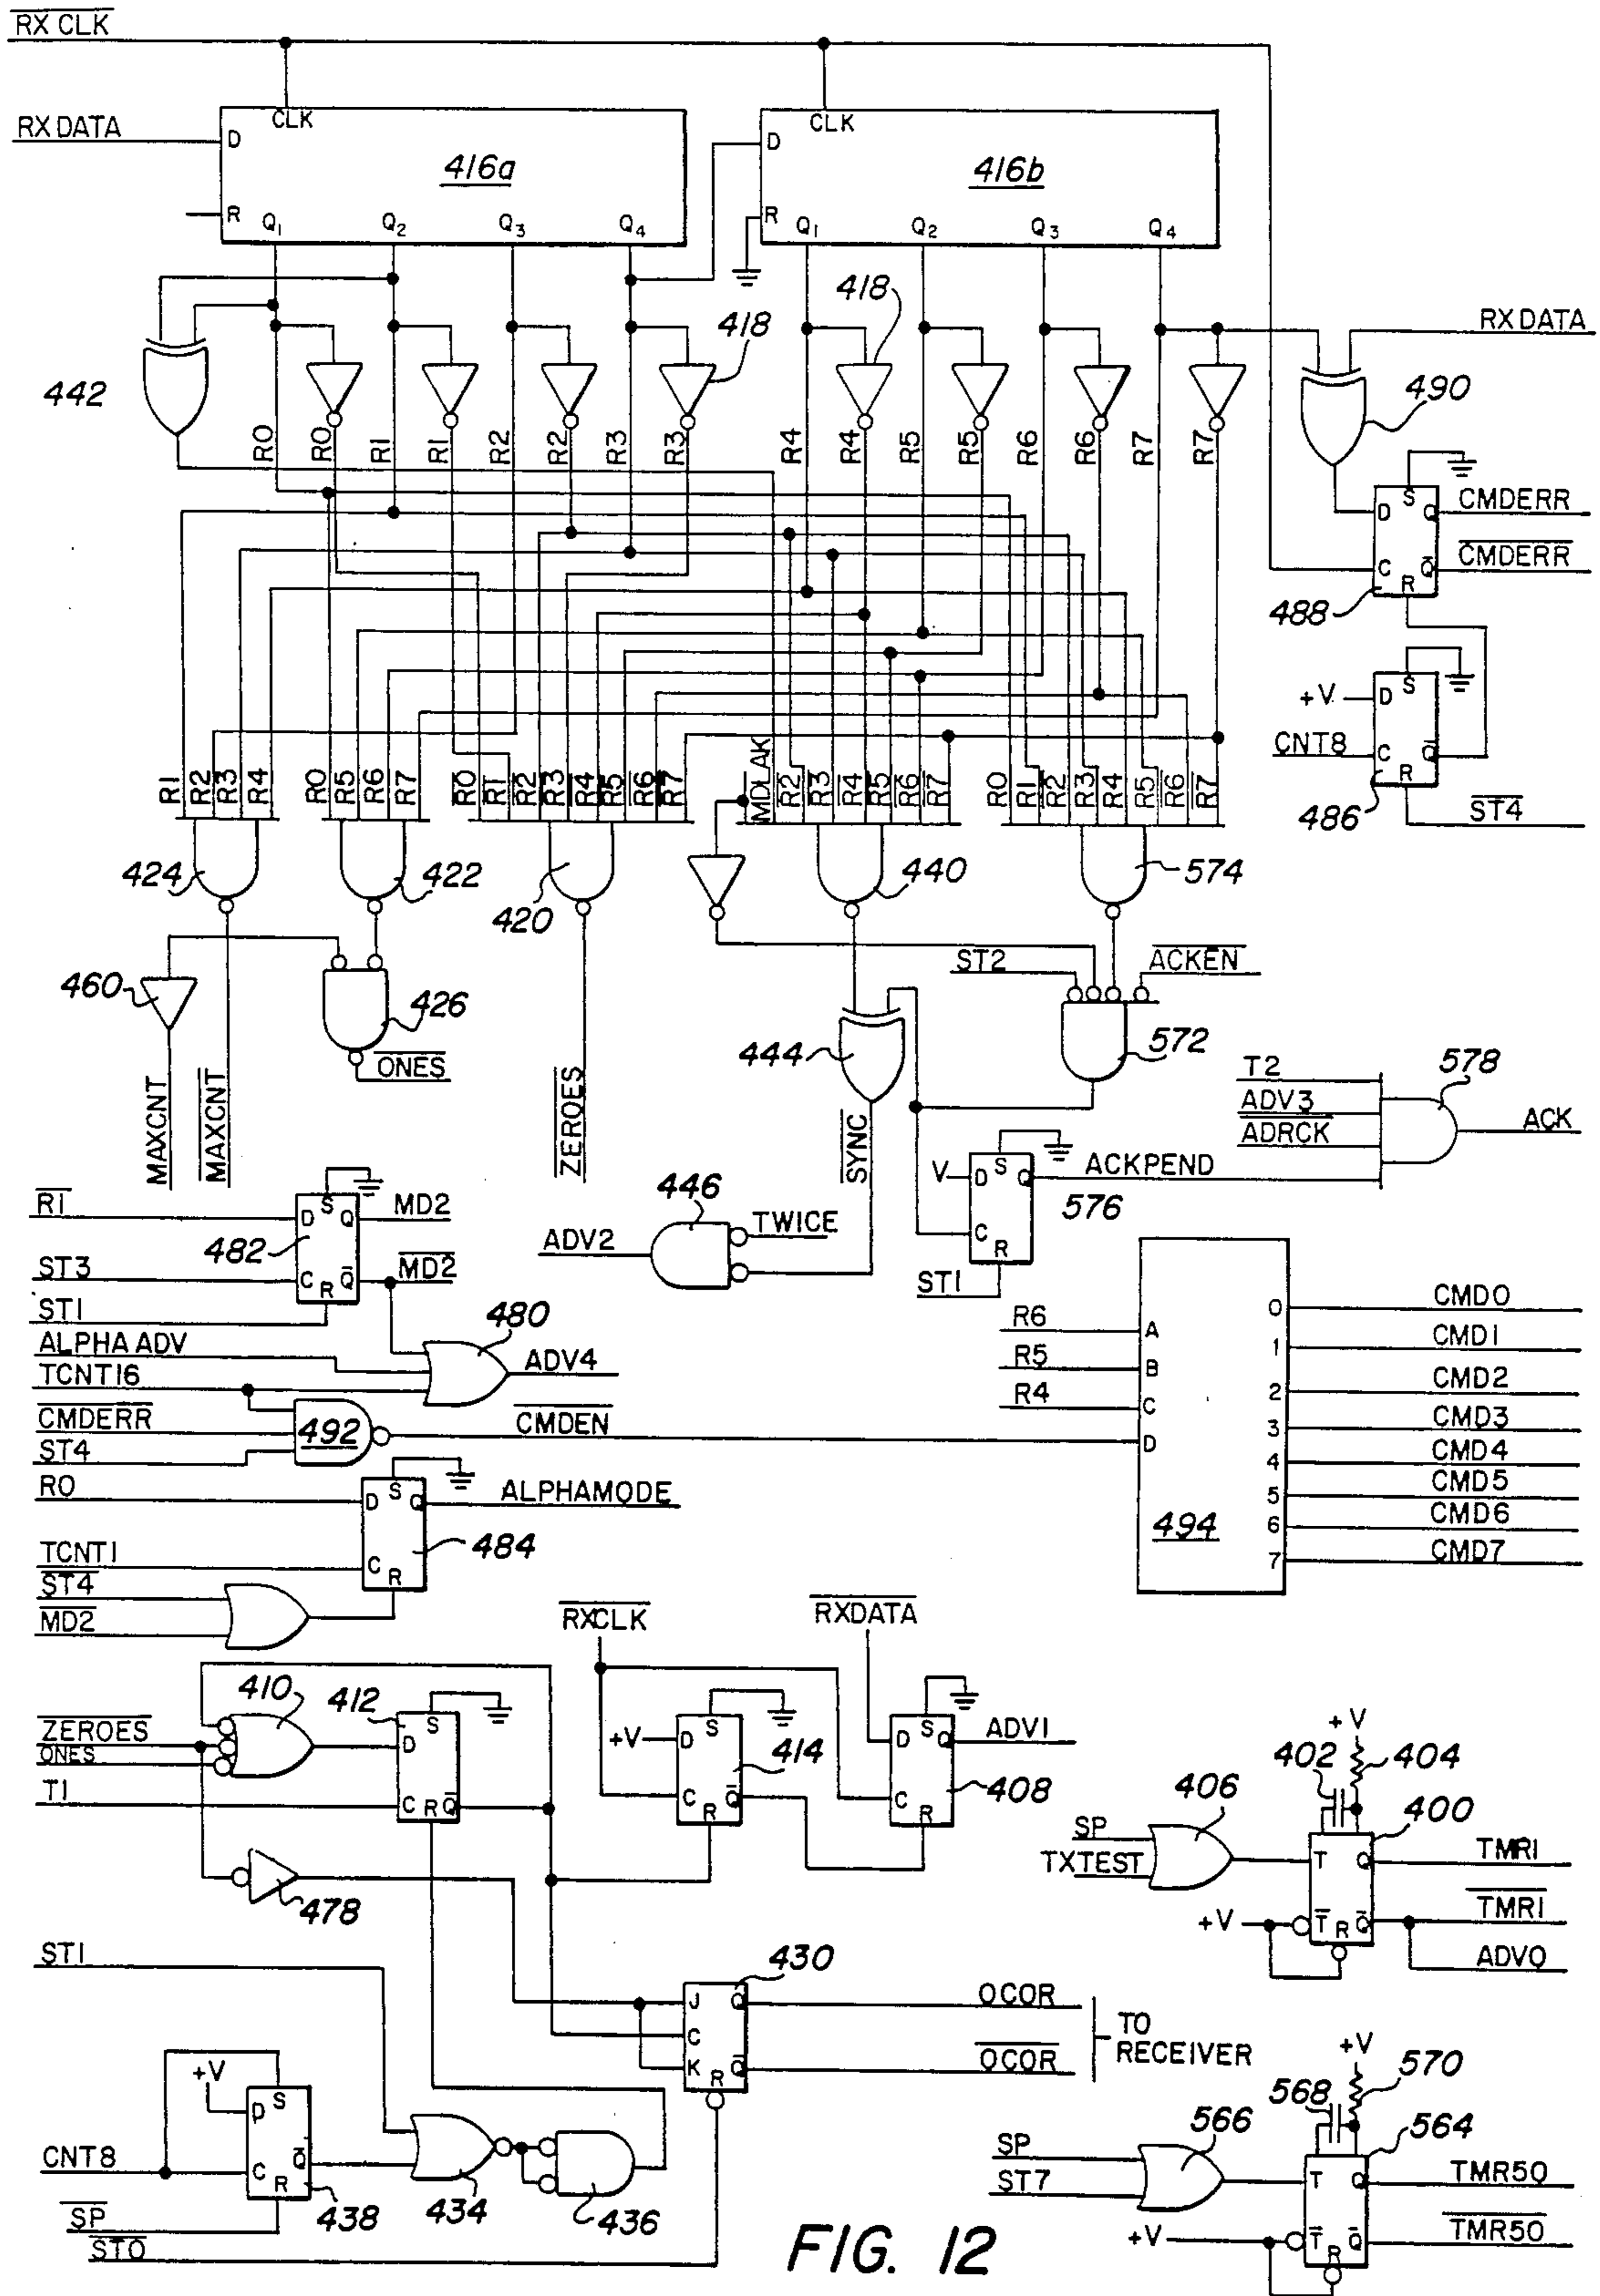 RX CLK
RX DATA
CLK
D
416a
R
Q1
Q2
Q3
Q4
CLK
D
416b
R
Q1
Q2
Q3
Q4
RX DATA
442
418
418
490
R0
R0
R1
R1
R2
R2
R3
R3
R4
R4
R5
R5
R6
R6
R7
R7
S
D
Q
CMDERR
C
Q
CMDERR
R
488
+V
D
S
CNT8
C
Q
R
486
ST4
R1
R2
R3
R4
R0
R5
R6
R7
R0
R1
R2
R3
R4
R5
R6
R7
MDLAK
R2
R3
R4
R5
R6
R7
R0
R1
R2
R3
R4
R5
R6
R7
424
422
420
440
574
460
426
ONES
MAXCNT
MAXCNT
ZEROES
ST2
ACKEN
444
572
SYNC
T2
ADV3
ADRCK
578
ACK
V
D
S
Q
ACKPEND
576
C
R
ST1
446
TWICE
ADV2
R1
D
S
Q
MD2
482
ST3
C
R
Q
MD2
ST1
480
ALPHA ADV
TCNT16
ADV4
CMDERR
492
CMDEN
ST4
R6
A
R5
B
R4
C
D
494
0
CMD0
1
CMD1
2
CMD2
3
CMD3
4
CMD4
5
CMD5
6
CMD6
7
CMD7
R0
D
S
Q
ALPHAMODE
484
TCNT1
C
R
ST4
MD2
RXCLK
RXDATA
410
412
ZEROES
ONES
T1
D
S
C
R
Q
+V
D
S
414
C
R
Q
D
S
Q
ADV1
408
C
R
478
+V
402
404
406
400
SP
TXTEST
T
Q
TMR1
+V
T
R
Q
TMR1
ADV0
ST1
430
J
Q
OCOR
C
K
Q
OCOR
R
TO
RECEIVER
+V
D
S
CNT8
C
Q
R
438
SP
STO
434
436
+V
568
570
566
564
SP
ST7
T
Q
TMR50
+V
T
R
Q
TMR50
FIG. 12